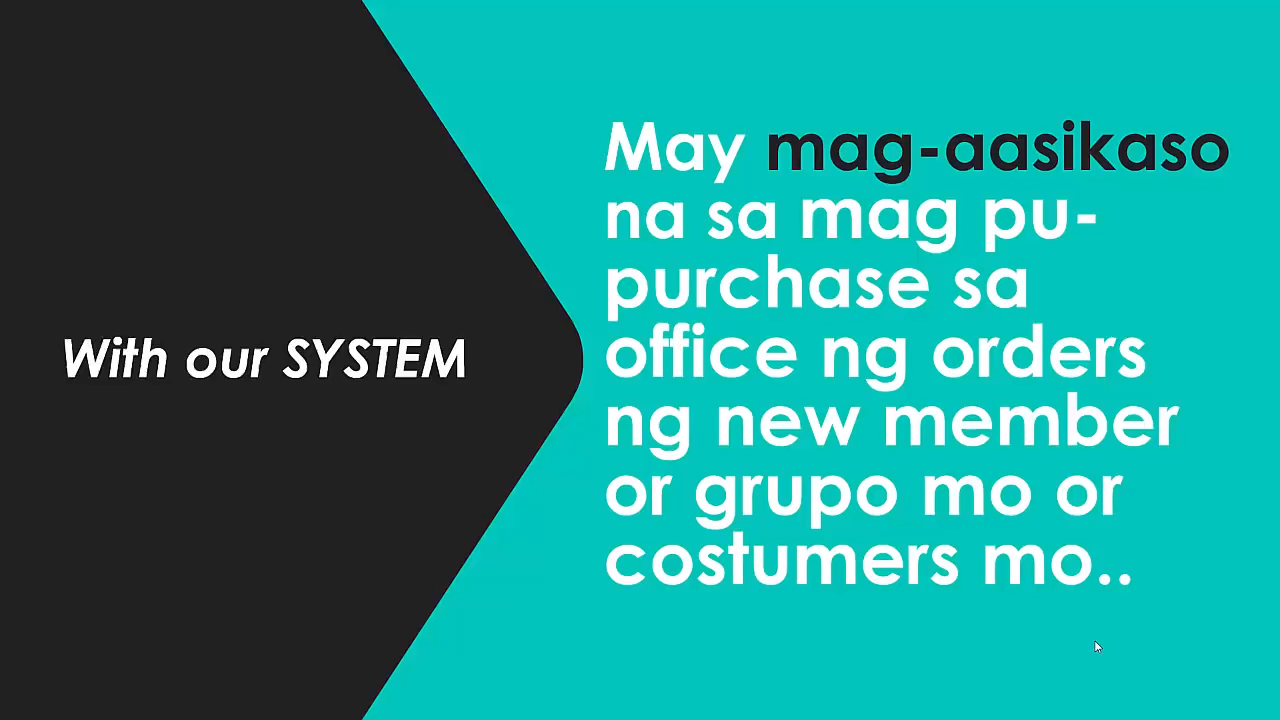 With our SYSTEM
May mag-aasikaso
na sa mag pu-
purchase sa
office ng orders
ng new member
or grupo mo or
costumers mo..